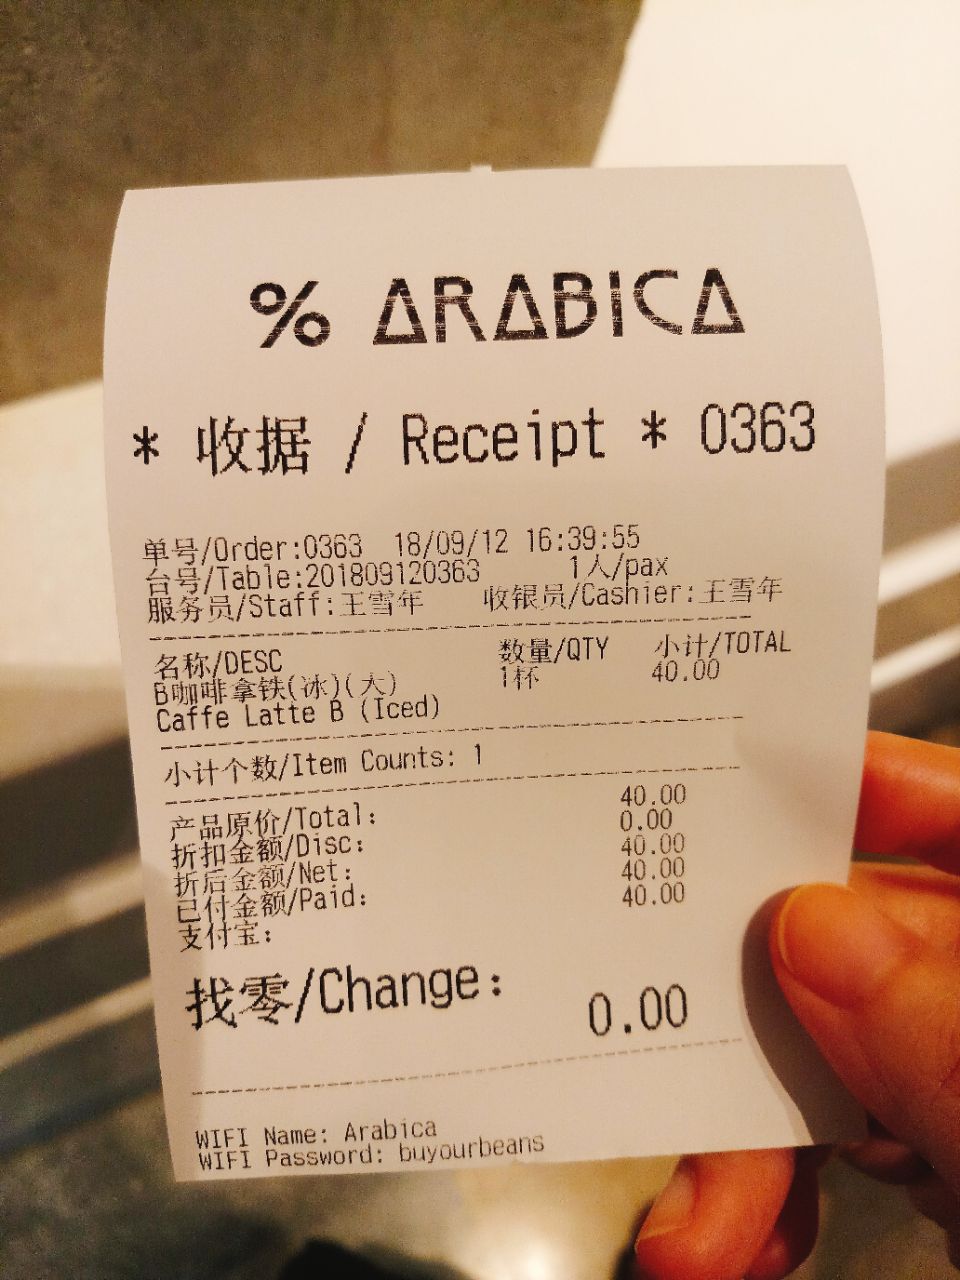 % ARABICA
* 收据 / Receipt * 0363
单号/Order:0363 18/09/12 16:39:55
台号/Table:201809120363 1人/pax
服务员/Staff:王雪年 收银员/Cashier:王雪年
名称/DESC 数量/QTY 小计/TOTAL
B咖啡拿铁(冰)(大) 1杯 40.00
Caffe Latte B (Iced)
小计个数/Item Counts: 1
产品原价/Total: 40.00
折扣金额/Disc: 0.00
折后金额/Net: 40.00
已付金额/Paid: 40.00
支付宝: 40.00
找零/Change: 0.00
WIFI Name: Arabica
WIFI Password: buyourbeans